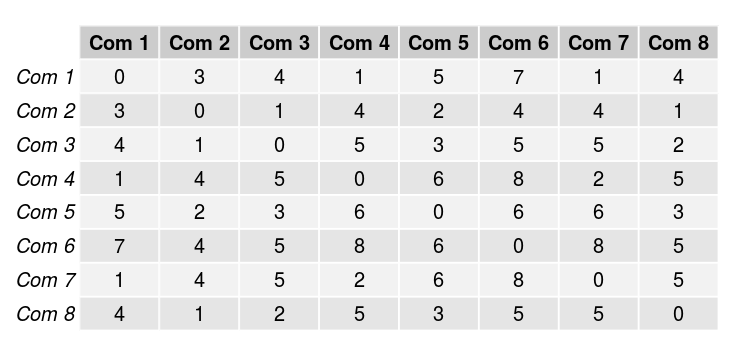 Com 1 Com 2 Com 3 Com 4 Com 5 Com 6 Com 7 Com 8
Com 1 0 3 4 1 5 7 1 4
Com 2 3 0 1 4 2 4 4 1
Com 3 4 1 0 5 3 5 5 2
Com 4 1 4 5 0 6 8 2 5
Com 5 5 2 3 6 0 6 6 3
Com 6 7 4 5 8 6 0 8 5
Com 7 1 4 5 2 6 8 0 5
Com 8 4 1 2 5 3 5 5 0